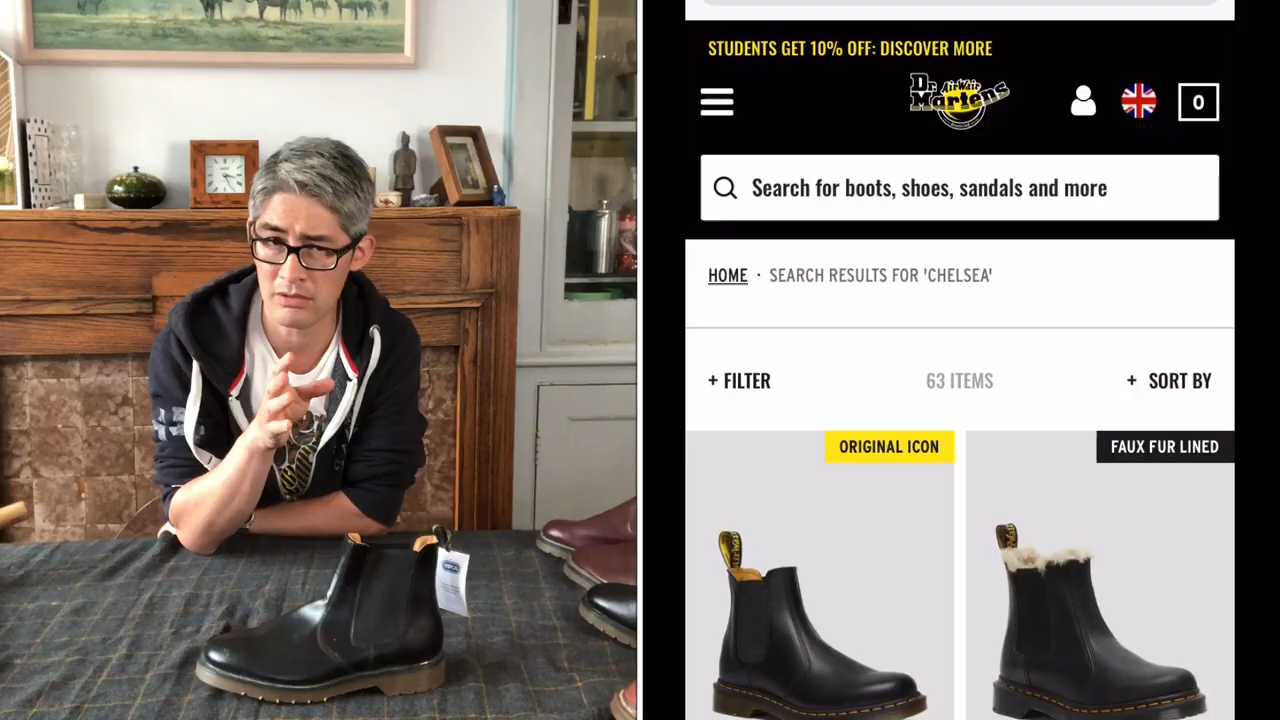 STUDENTS GET 10% OFF: DISCOVER MORE
Dr. AirWair
Martens
0
Search for boots, shoes, sandals and more
HOME · SEARCH RESULTS FOR 'CHELSEA'
+ FILTER
63 ITEMS
+ SORT BY
ORIGINAL ICON
FAUX FUR LINED